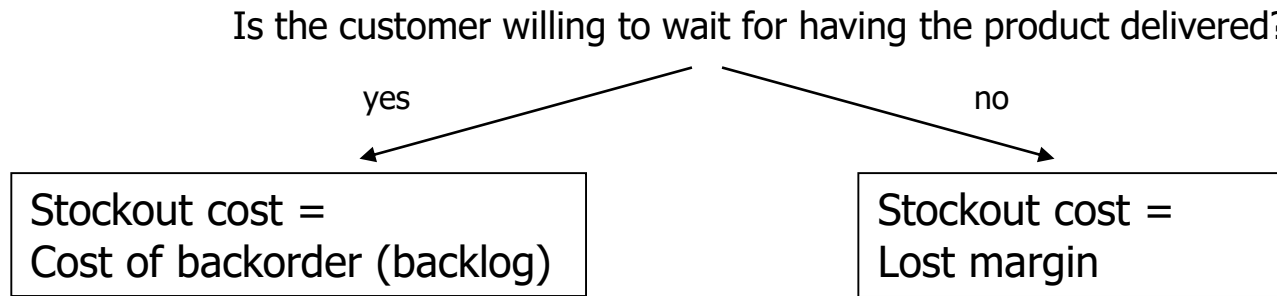 Is the customer willing to wait for having the product delivered?
yes
no
Stockout cost =
Cost of backorder (backlog)
Stockout cost =
Lost margin